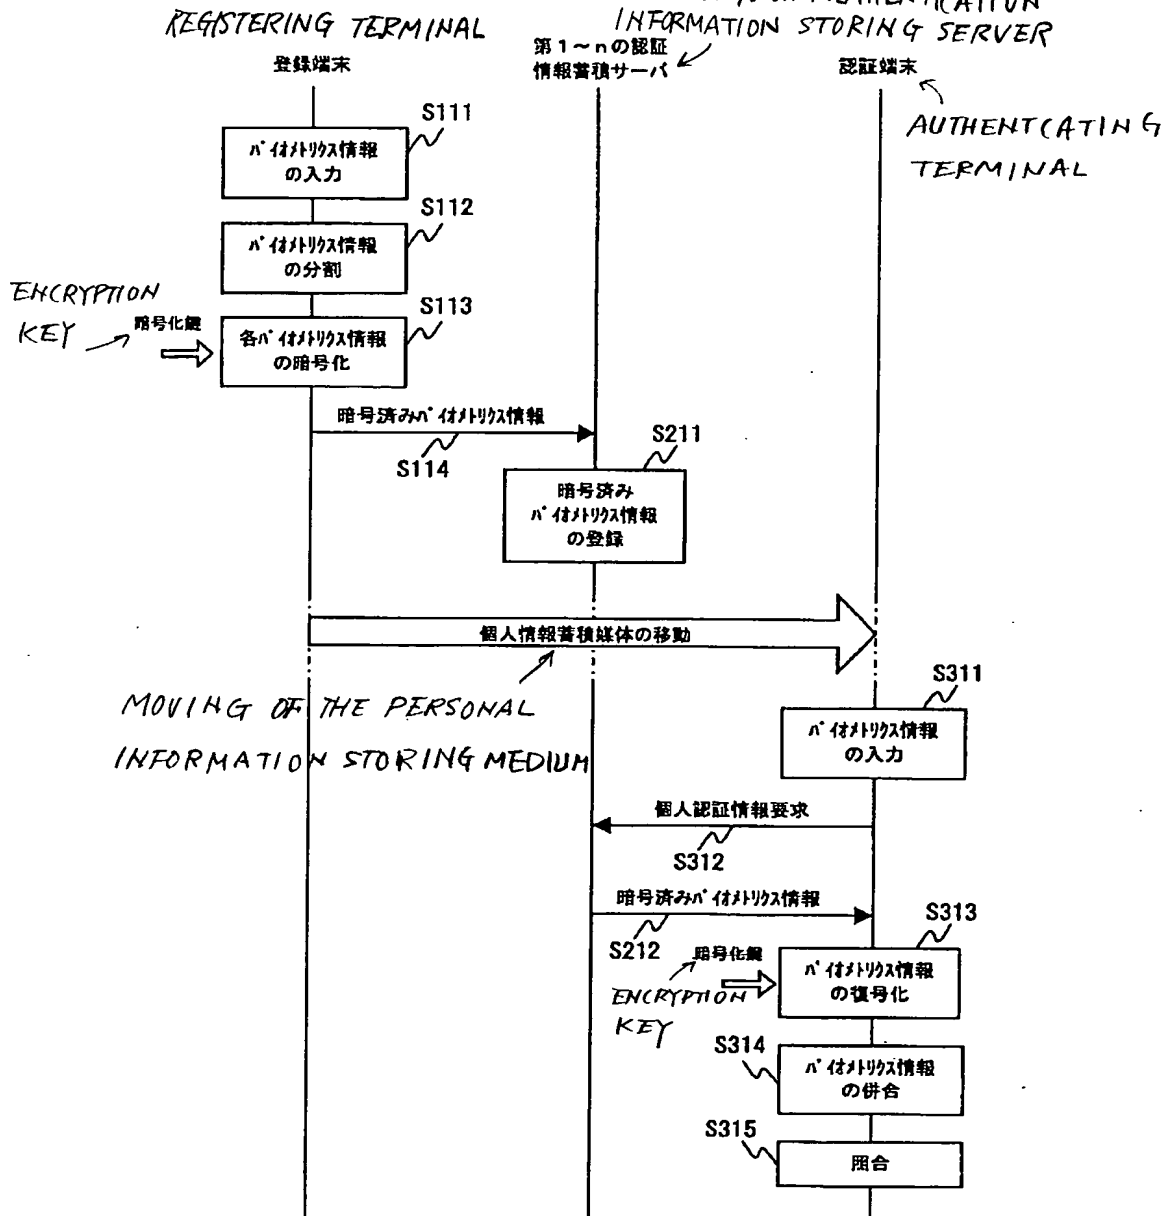 REGISTERING TERMINAL
INFORMATION STORING SERVER
登録端末
第1～nの認証
情報蓄積サーバ
認証端末
AUTHENTCATING
TERMINAL
S111
バイオメトリクス情報
の入力
S112
バイオメトリクス情報
の分割
ENCRYPTION
KEY
暗号化鍵
S113
各バイオメトリクス情報
の暗号化
暗号済みバイオメトリクス情報
S114
S211
暗号済み
バイオメトリクス情報
の登録
個人情報蓄積媒体の移動
MOVING OF THE PERSONAL
INFORMATION STORING MEDIUM
S311
バイオメトリクス情報
の入力
個人認証情報要求
S312
暗号済みバイオメトリクス情報
S212
暗号化鍵
ENCRYPTION
KEY
S313
バイオメトリクス情報
の復号化
S314
バイオメトリクス情報
の併合
S315
照合